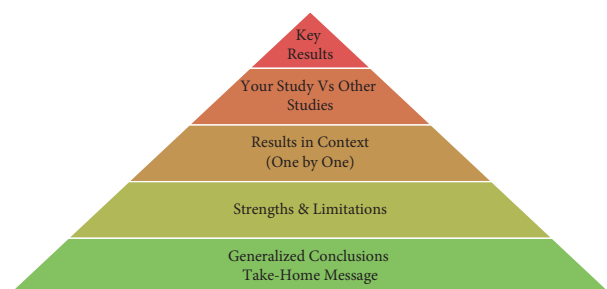 Key
Results
Your Study Vs Other
Studies
Results in Context
(One by One)
Strengths & Limitations
Generalized Conclusions
Take-Home Message